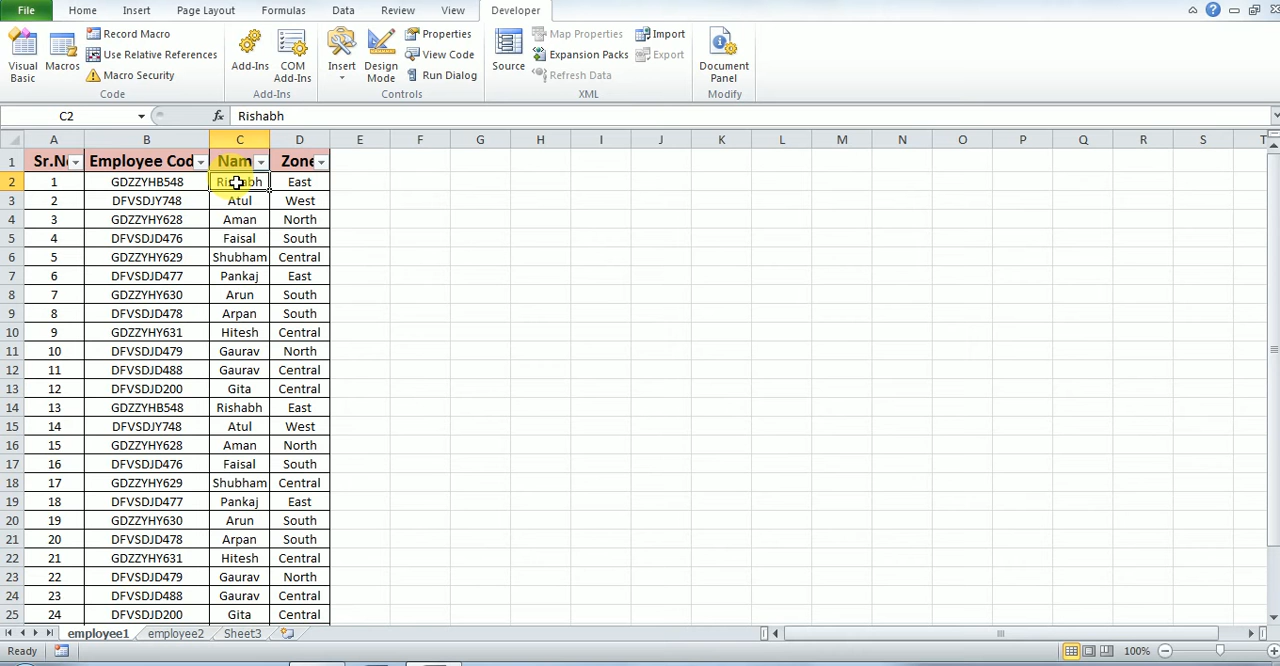 File Home Insert Page Layout Formulas Data Review View Developer
Visual Basic
Macros
Record Macro
Use Relative References
Macro Security
Code
Add-Ins
COM Add-Ins
Add-Ins
Insert
Design Mode
Properties
View Code
Run Dialog
Controls
Source
Map Properties
Expansion Packs
Refresh Data
Import
Export
XML
Document Panel
Modify
C2 fx Rishabh
A B C D E F G H I J K L M N O P Q R S T
1 Sr.N Employee Cod Nam Zone
2 1 GDZZYHB548 Rishabh East
3 2 DFVSDJY748 Atul West
4 3 GDZZYHY628 Aman North
5 4 DFVSDJD476 Faisal South
6 5 GDZZYHY629 Shubham Central
7 6 DFVSDJD477 Pankaj East
8 7 GDZZYHY630 Arun South
9 8 DFVSDJD478 Arpan South
10 9 GDZZYHY631 Hitesh Central
11 10 DFVSDJD479 Gaurav North
12 11 DFVSDJD488 Gaurav Central
13 12 DFVSDJD200 Gita Central
14 13 GDZZYHB548 Rishabh East
15 14 DFVSDJY748 Atul West
16 15 GDZZYHY628 Aman North
17 16 DFVSDJD476 Faisal South
18 17 GDZZYHY629 Shubham Central
19 18 DFVSDJD477 Pankaj East
20 19 GDZZYHY630 Arun South
21 20 DFVSDJD478 Arpan South
22 21 GDZZYHY631 Hitesh Central
23 22 DFVSDJD479 Gaurav North
24 23 DFVSDJD488 Gaurav Central
25 24 DFVSDJD200 Gita Central
employee1 employee2 Sheet3
Ready 100%